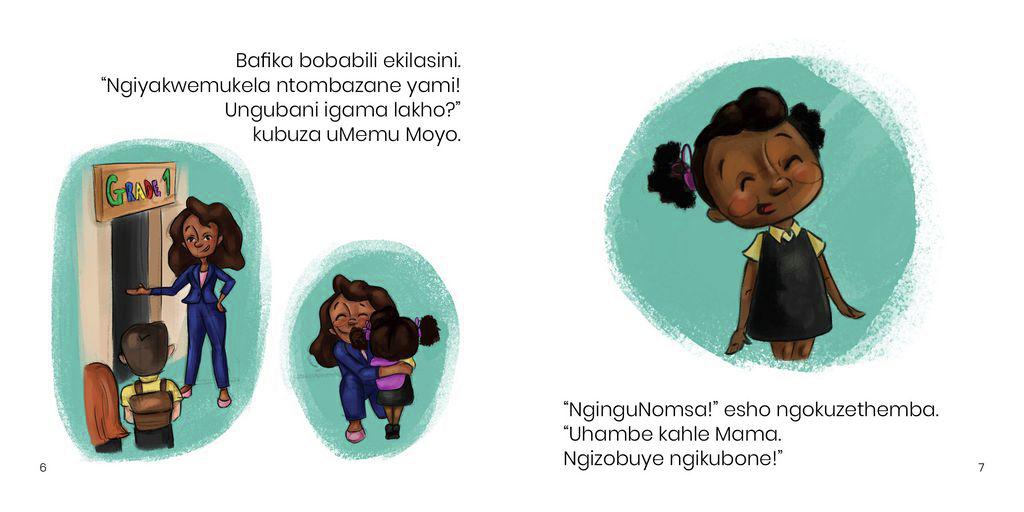 Bafika bobabili ekilasini.
“Ngiyakwemukela ntombazane yami!
Ungubani igama lakho?”
kubuza uMemu Moyo.
GRADE 1
6
“NginguNomsa!” esho ngokuzethemba.
“Uhambe kahle Mama.
Ngizobuye ngikubone!”
7